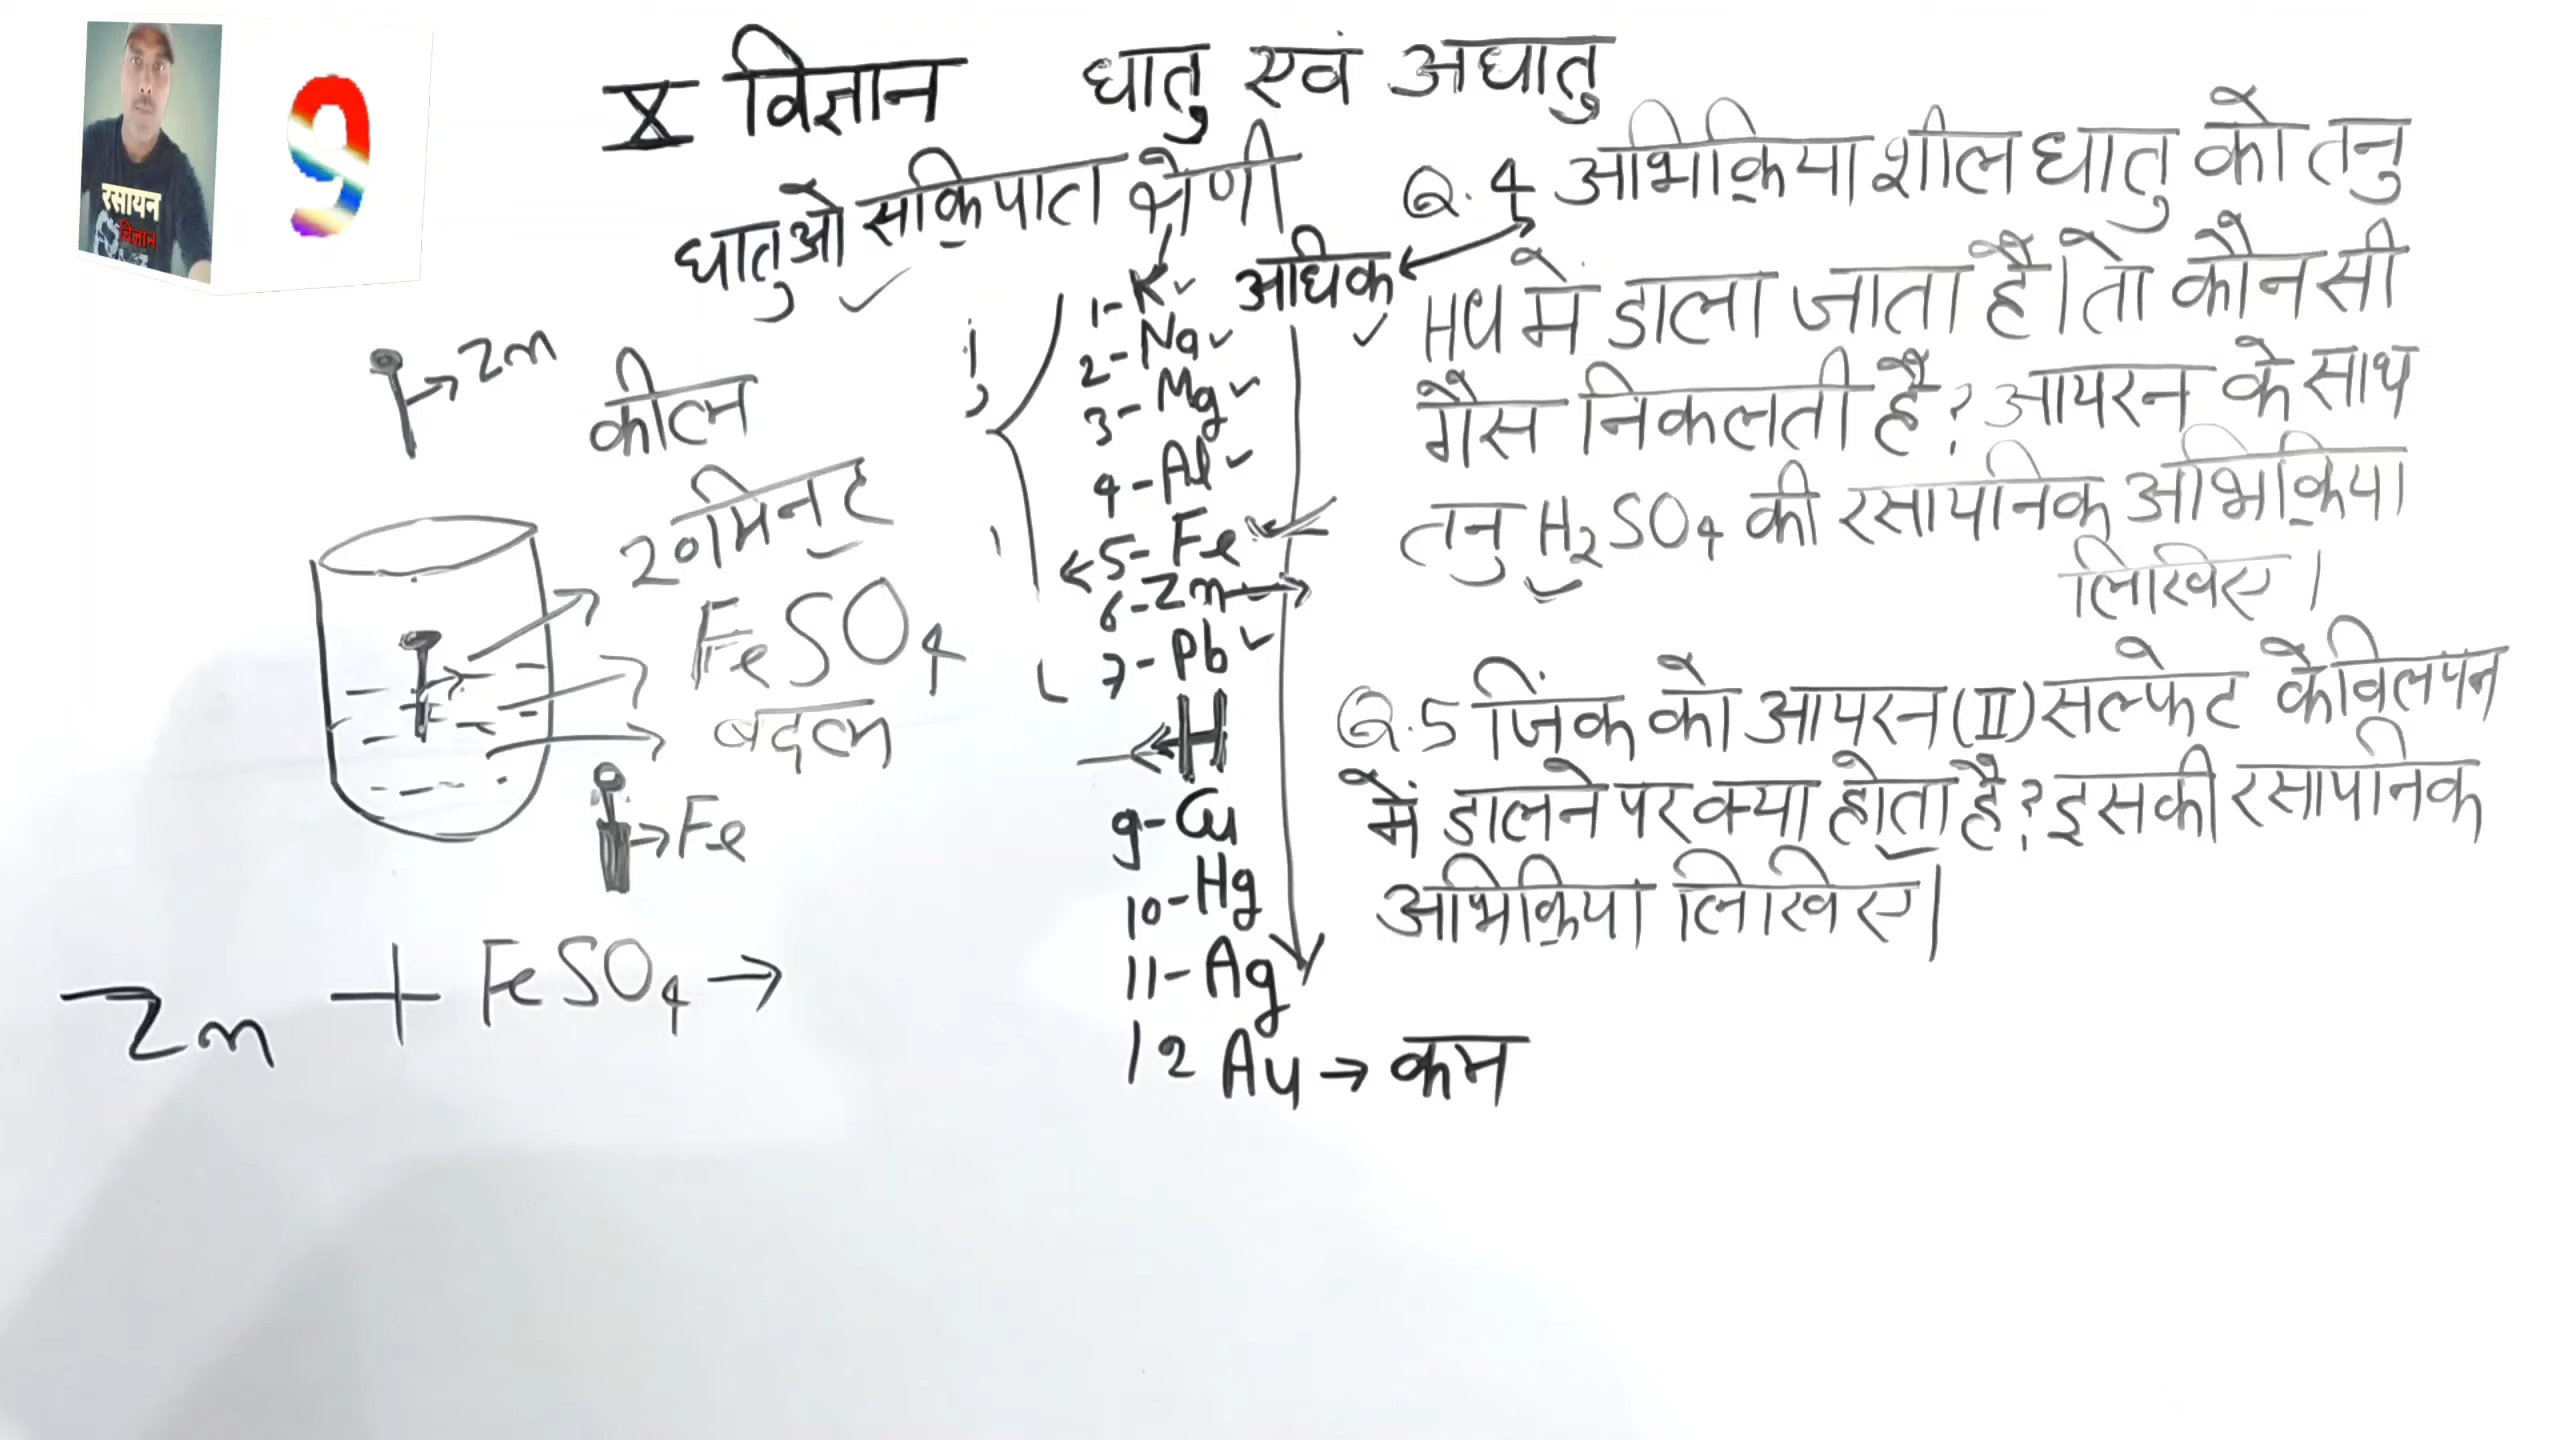 X विज्ञान धातु एवं अधातु
धातुओ सक्रियता श्रेणी
रसायन
विज्ञान
9
Zn
कील
20 मिनट
FeSO4
बदल
Fe
Zn + FeSO4 →
1- K अधिक
2- Na
3- Mg
4- Al
5- Fe
6- Zn
7- Pb
H
9- Cu
10- Hg
11- Ag
12 Au → कम
Q.4 अभिक्रियाशील धातु को तनु
HCl में डाला जाता है। तो कौन सी
गैस निकलती है? आयरन के साथ
तनु H2SO4 की रसायनिक अभिक्रिया
लिखिए।
Q.5 जिंक को आयरन (II) सल्फेट के विलयन
में डालने पर क्या होता है? इसकी रसायनिक
अभिक्रिया लिखिए।